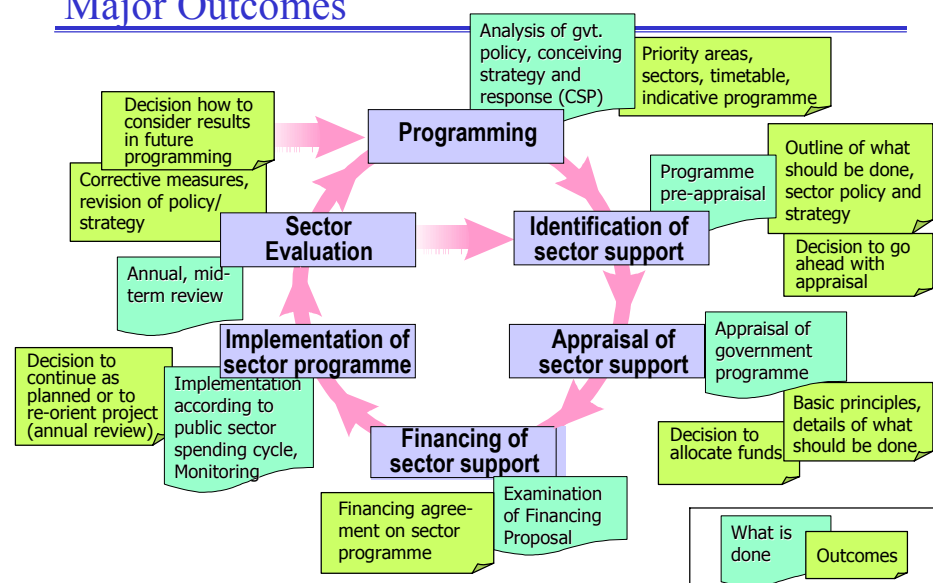 Major Outcomes
Analysis of gvt.
policy, conceiving
strategy and
response (CSP)
Priority areas,
sectors, timetable,
indicative programme
Decision how to
consider results
in future
programming
Corrective measures,
revision of policy/
strategy
Programming
Programme
pre-appraisal
Outline of what
should be done,
sector policy and
strategy
Decision to go
ahead with
appraisal
Sector
Evaluation
Identification of
sector support
Annual, mid-
term review
Implementation of
sector programme
Appraisal of
sector support
Appraisal of
government
programme
Decision to
continue as
planned or to
re-orient project
(annual review)
Implementation
according to
public sector
spending cycle,
Monitoring
Basic principles,
details of what
should be done
Decision to
allocate funds
Financing of
sector support
Financing agree-
ment on sector
programme
Examination
of Financing
Proposal
What is
done
Outcomes